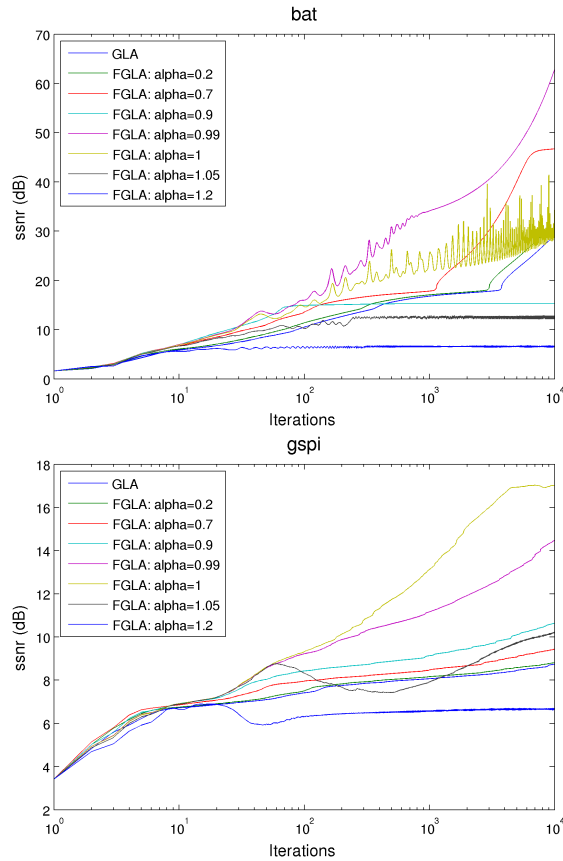 bat
70
60
50
40
30
20
10
0
ssnr (dB)
GLA
FGLA: alpha=0.2
FGLA: alpha=0.7
FGLA: alpha=0.9
FGLA: alpha=0.99
FGLA: alpha=1
FGLA: alpha=1.05
FGLA: alpha=1.2
10^0 10^1 10^2 10^3 10^4
Iterations
gspi
18
16
14
12
10
8
6
4
2
ssnr (dB)
GLA
FGLA: alpha=0.2
FGLA: alpha=0.7
FGLA: alpha=0.9
FGLA: alpha=0.99
FGLA: alpha=1
FGLA: alpha=1.05
FGLA: alpha=1.2
10^0 10^1 10^2 10^3 10^4
Iterations